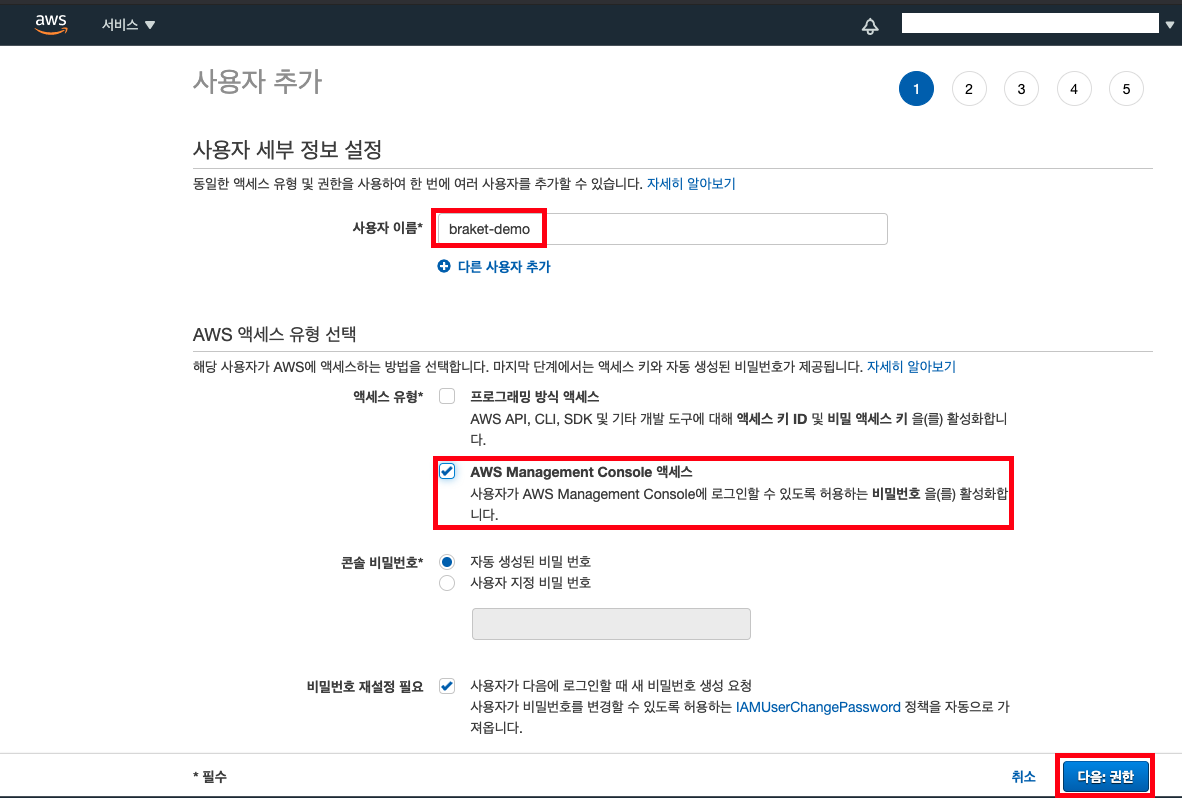 aws 서비스
사용자 추가
1 2 3 4 5
사용자 세부 정보 설정
동일한 액세스 유형 및 권한을 사용하여 한 번에 여러 사용자를 추가할 수 있습니다. 자세히 알아보기
사용자 이름* braket-demo
다른 사용자 추가
AWS 액세스 유형 선택
해당 사용자가 AWS에 액세스하는 방법을 선택합니다. 마지막 단계에서는 액세스 키와 자동 생성된 비밀번호가 제공됩니다. 자세히 알아보기
액세스 유형* 프로그래밍 방식 액세스
AWS API, CLI, SDK 및 기타 개발 도구에 대해 액세스 키 ID 및 비밀 액세스 키 을(를) 활성화합니
다.
AWS Management Console 액세스
사용자가 AWS Management Console에 로그인할 수 있도록 허용하는 비밀번호 을(를) 활성화합
니다.
콘솔 비밀번호* 자동 생성된 비밀 번호
사용자 지정 비밀 번호
비밀번호 재설정 필요 사용자가 다음에 로그인할 때 새 비밀번호 생성 요청
사용자가 비밀번호를 변경할 수 있도록 허용하는 IAMUserChangePassword 정책을 자동으로 가
져옵니다.
* 필수 취소 다음: 권한